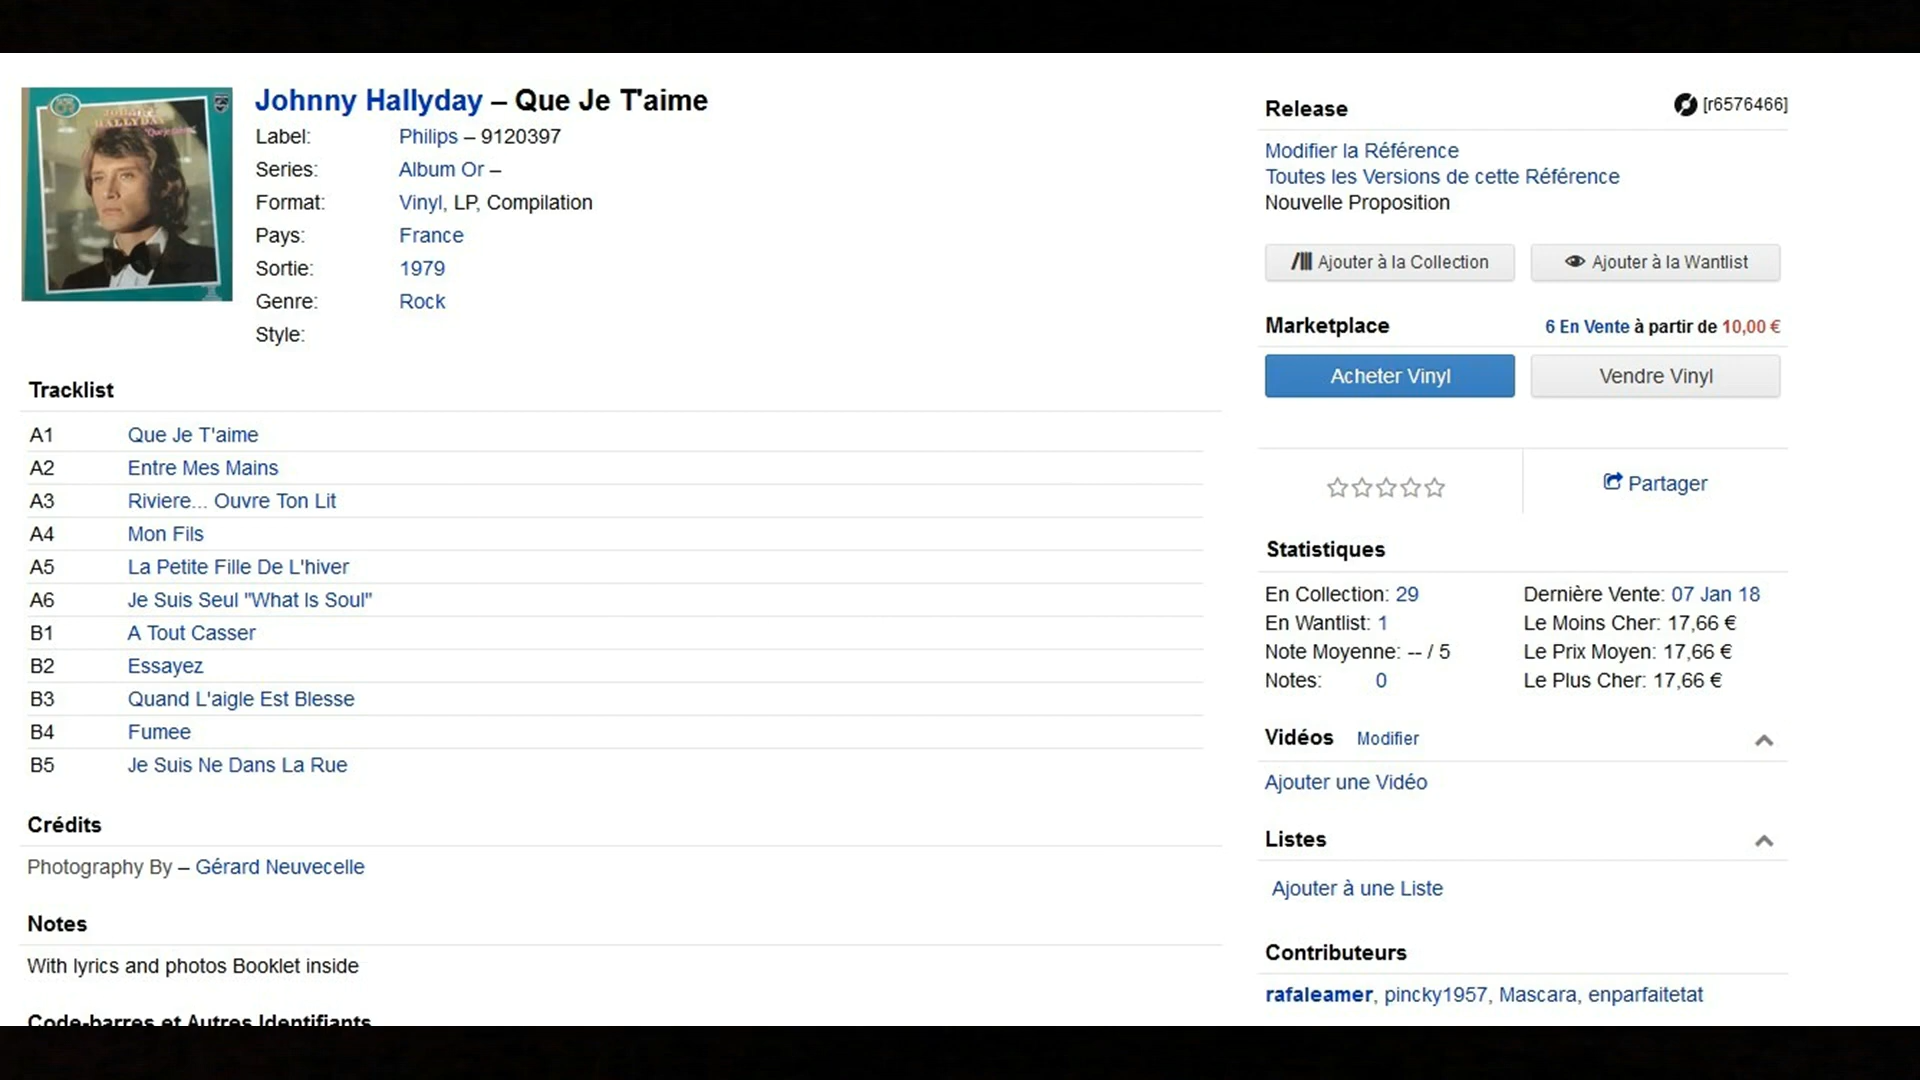 JOHNNY
HALLYDAY
"Que je t'aime"
Johnny Hallyday – Que Je T'aime
Label: Philips – 9120397
Series: Album Or –
Format: Vinyl, LP, Compilation
Pays: France
Sortie: 1979
Genre: Rock
Style:
Tracklist
A1 Que Je T'aime
A2 Entre Mes Mains
A3 Riviere... Ouvre Ton Lit
A4 Mon Fils
A5 La Petite Fille De L'hiver
A6 Je Suis Seul "What Is Soul"
B1 A Tout Casser
B2 Essayez
B3 Quand L'aigle Est Blesse
B4 Fumee
B5 Je Suis Ne Dans La Rue
Crédits
Photography By – Gérard Neuvecelle
Notes
With lyrics and photos Booklet inside
Code-barres et Autres Identifiants
Release [r6576466]
Modifier la Référence
Toutes les Versions de cette Référence
Nouvelle Proposition
Ajouter à la Collection Ajouter à la Wantlist
Marketplace 6 En Vente à partir de 10,00 €
Acheter Vinyl Vendre Vinyl
Partager
Statistiques
En Collection: 29 Dernière Vente: 07 Jan 18
En Wantlist: 1 Le Moins Cher: 17,66 €
Note Moyenne: -- / 5 Le Prix Moyen: 17,66 €
Notes: 0 Le Plus Cher: 17,66 €
Vidéos Modifier
Ajouter une Vidéo
Listes
Ajouter à une Liste
Contributeurs
rafaleamer, pincky1957, Mascara, enparfaitetat